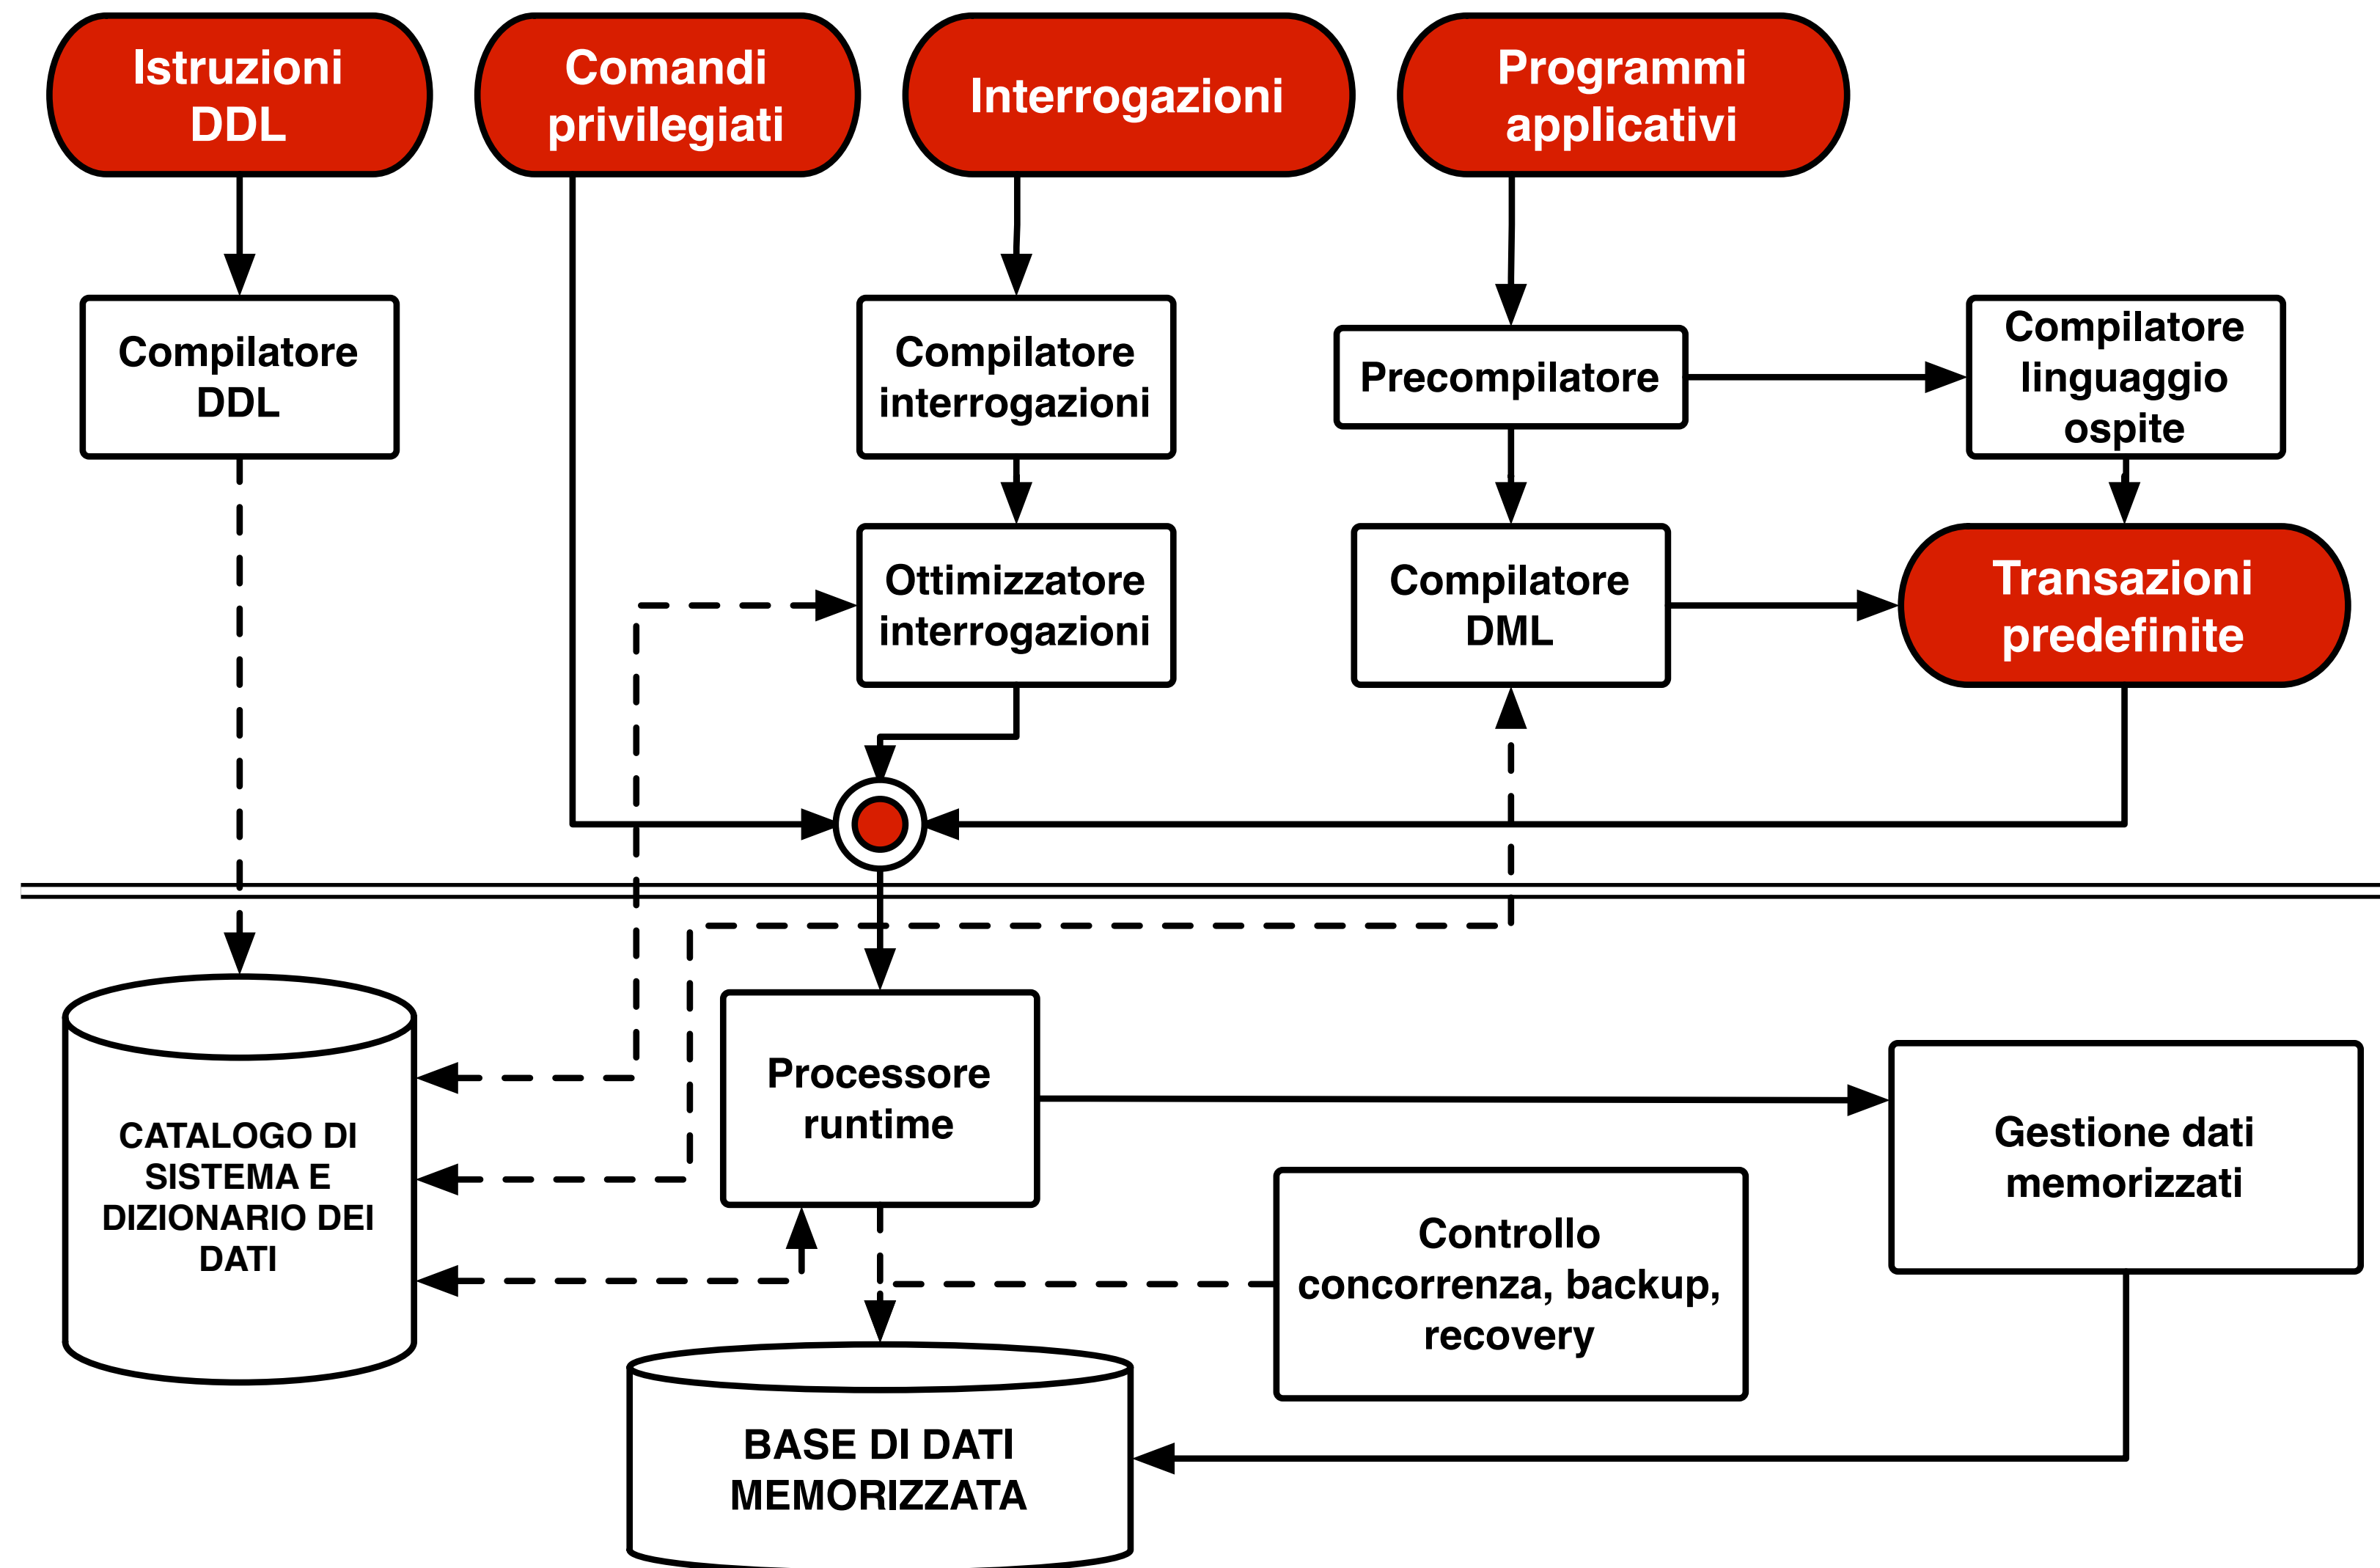 Istruzioni
DDL
Comandi
privilegiati
Interrogazioni
Programmi
applicativi
Compilatore
DDL
Compilatore
interrogazioni
Precompilatore
Compilatore
linguaggio
ospite
Ottimizzatore
interrogazioni
Compilatore
DML
Transazioni
predefinite
CATALOGO DI
SISTEMA E
DIZIONARIO DEI
DATI
Processore
runtime
Gestione dati
memorizzati
Controllo
concorrenza, backup,
recovery
BASE DI DATI
MEMORIZZATA